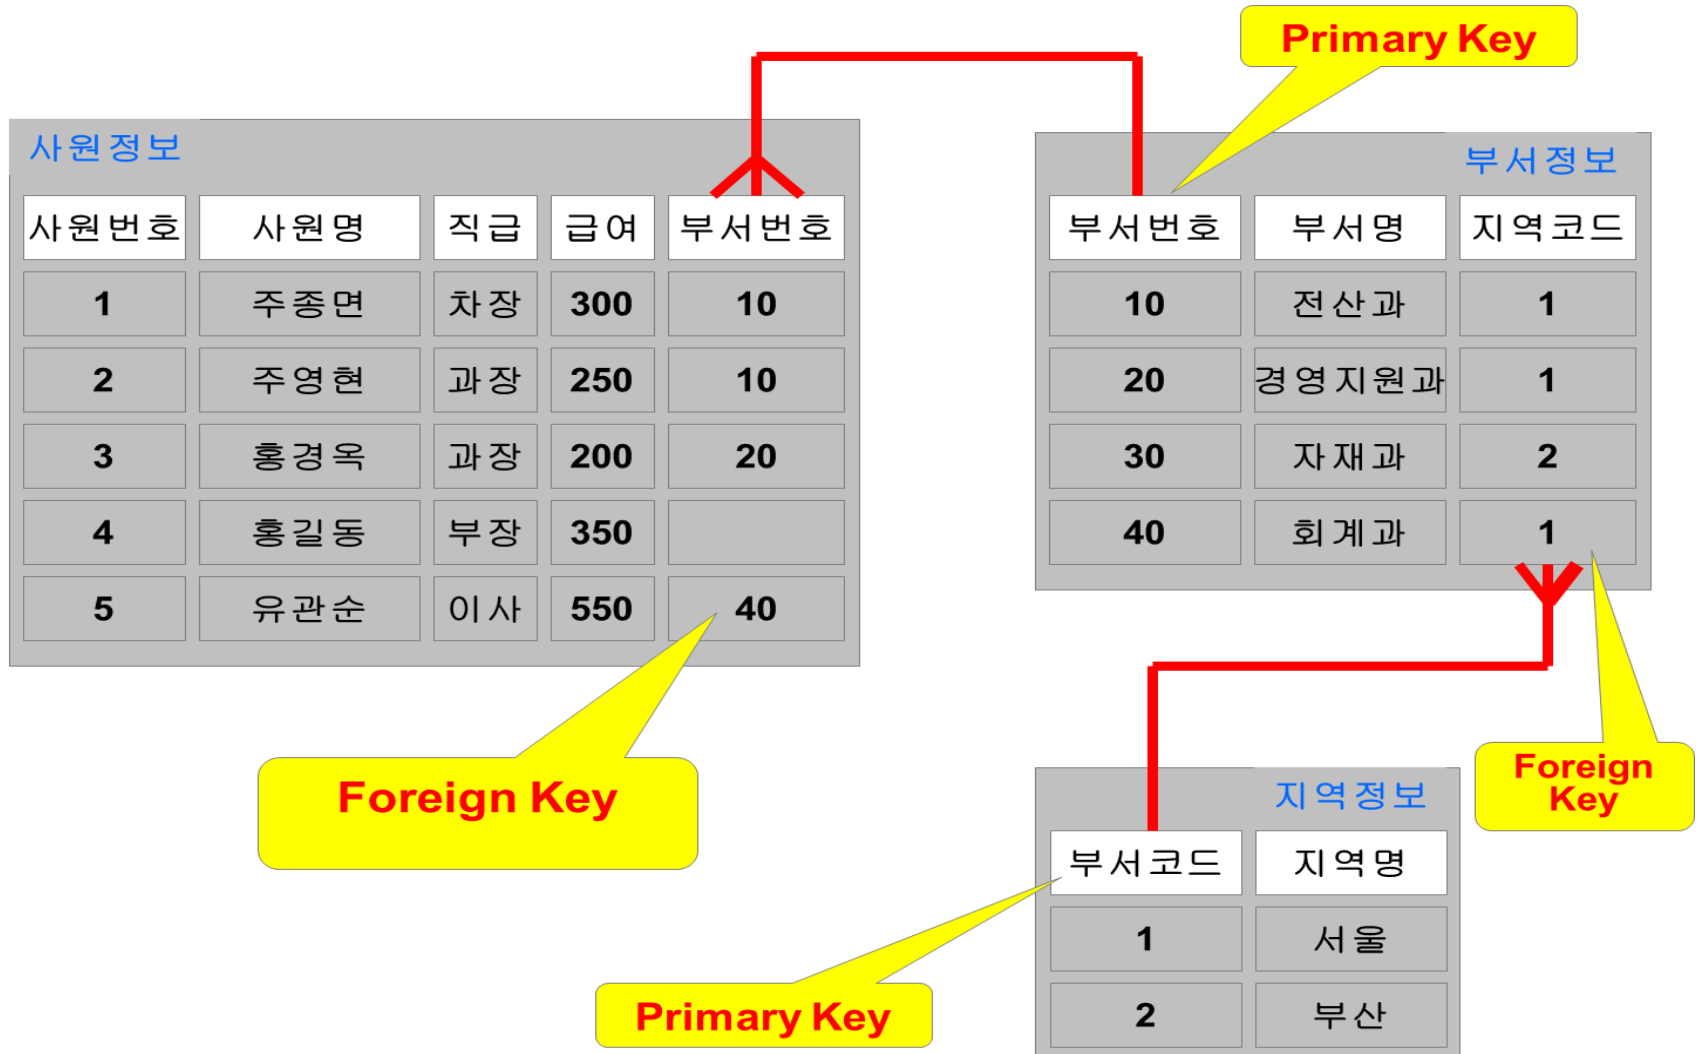 Primary Key
사원정보
사원번호 사원명 직급 급여 부서번호
1 주종면 차장 300 10
2 주영현 과장 250 10
3 홍경옥 과장 200 20
4 홍길동 부장 350
5 유관순 이사 550 40
Foreign Key
부서정보
부서번호 부서명 지역코드
10 전산과 1
20 경영지원과 1
30 자재과 2
40 회계과 1
Foreign
Key
지역정보
부서코드 지역명
1 서울
2 부산
Primary Key